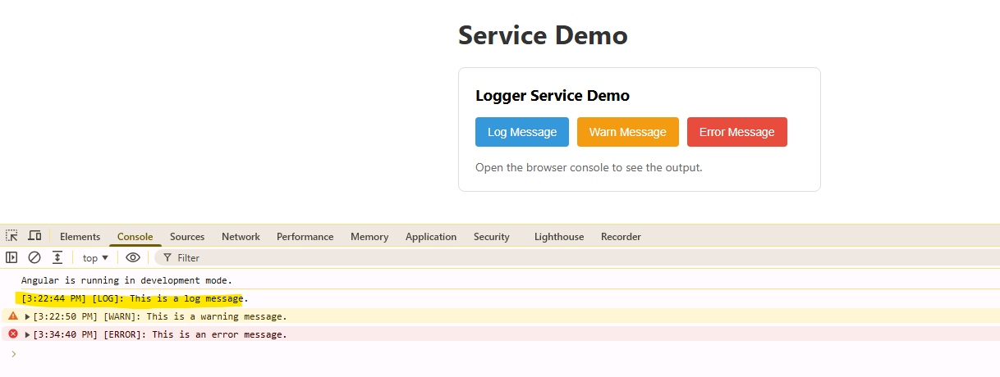 Service Demo
Logger Service Demo
Log Message Warn Message Error Message
Open the browser console to see the output.
Elements Console Sources Network Performance Memory Application Security Lighthouse Recorder
top Filter
Angular is running in development mode.
[3:22:44 PM] [LOG]: This is a log message.
[3:22:50 PM] [WARN]: This is a warning message.
[3:34:40 PM] [ERROR]: This is an error message.